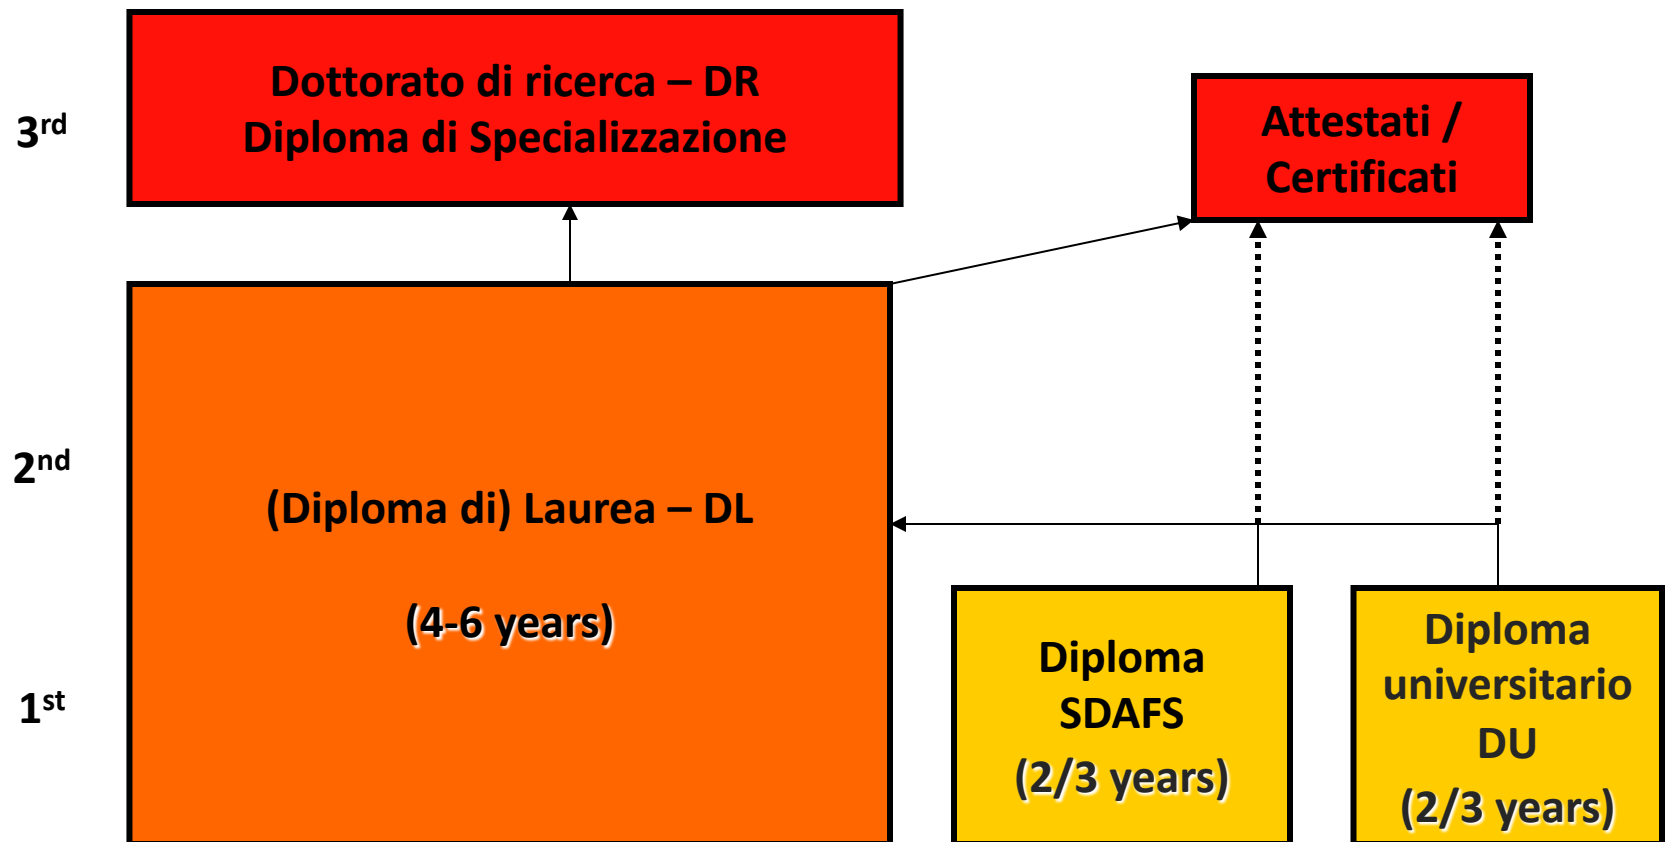 3rd
Dottorato di ricerca – DR
Diploma di Specializzazione
Attestati /
Certificati
2nd
(Diploma di) Laurea – DL
(4-6 years)
1st
Diploma
SDAFS
(2/3 years)
Diploma
universitario
DU
(2/3 years)